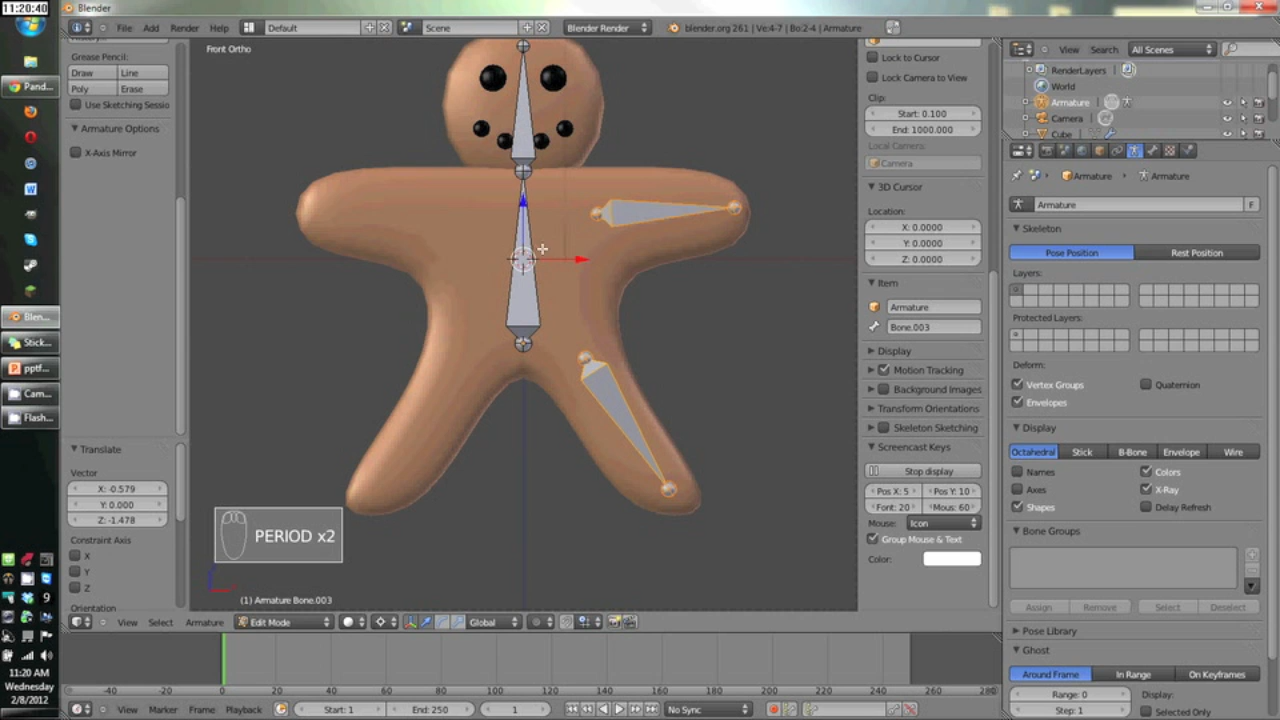 11:20:40
Blender
File Add Render Help Default Scene Blender Render blender.org 261 | Ve:4-7 | Bo:2-4 | Armature
Pand...
Blen...
Stick...
pptf...
Cam...
Flash...
11:20 AM
Wednesday
2/8/2012
Grease Pencil:
Draw Line
Poly Erase
Use Sketching Sessio
Armature Options
X-Axis Mirror
Translate
Vector
X: -0.579
Y: 0.000
Z: -1.478
Constraint Axis
X
Y
Z
Orientation
Front Ortho
PERIOD x2
(1) Armature Bone.003
View Select Armature Edit Mode Global
Lock to Cursor
Lock Camera to View
Clip:
Start: 0.100
End: 1000.000
Local Camera:
Camera
3D Cursor
Location:
X: 0.0000
Y: 0.0000
Z: 0.0000
Item
Armature
Bone.003
Display
Motion Tracking
Background Images
Transform Orientations
Skeleton Sketching
Screencast Keys
Stop display
Pos X: 5 Pos Y: 10
Font: 20 Mous: 60
Mouse: Icon
Group Mouse & Text
Color:
View Search All Scenes
RenderLayers
World
Armature
Camera
Cube
Armature Armature
Armature F
Skeleton
Pose Position Rest Position
Layers:
Protected Layers:
Deform:
Vertex Groups Quaternion
Envelopes
Display
Octahedral Stick B-Bone Envelope Wire
Names Colors
Axes X-Ray
Shapes Delay Refresh
Bone Groups
Assign Remove Select Deselect
Pose Library
Ghost
Around Frame In Range On Keyframes
Range: 0 Display:
Step: 1 Selected Only
-40 -20 0 20 40 60 80 100 120 140 160 180 200 220 240 260 280
View Marker Frame Playback Start: 1 End: 250 1 No Sync